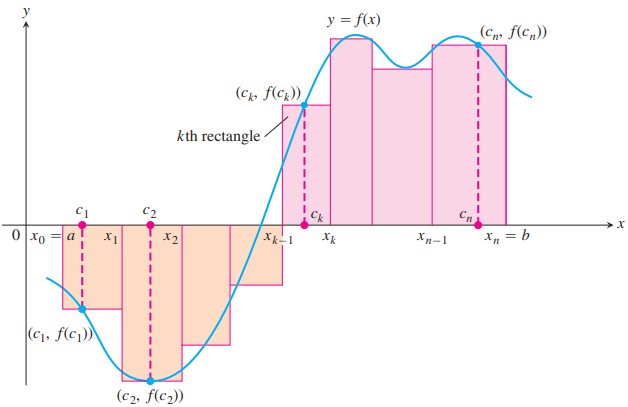 y
y = f(x)
(cₙ, f(cₙ))
(cₖ, f(cₖ))
kth rectangle
c₁ c₂ cₖ cₙ
0 x₀ = a x₁ x₂ xₖ₋₁ xₖ xₙ₋₁ xₙ = b x
(c₁, f(c₁))
(c₂, f(c₂))